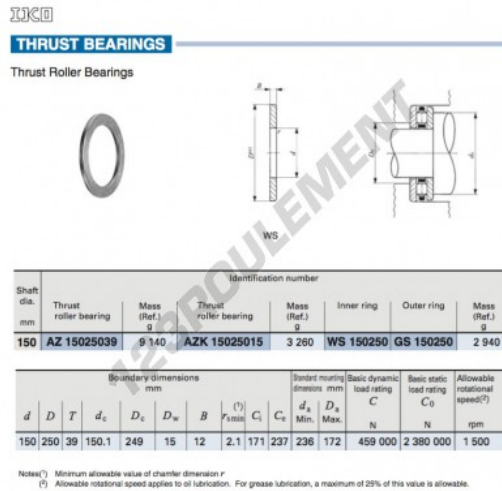 IKO
THRUST BEARINGS
Thrust Roller Bearings
B
d
WS
123ROULEMENT
Identification number
Shaft dia. mm Thrust roller bearing Mass (Ref.) g Thrust roller bearing Mass (Ref.) g Inner ring Outer ring Mass (Ref.) g
150 AZ 15025039 9 140 AZK 15025015 3 260 WS 150250 GS 150250 2 940
Boundary dimensions mm Standard mounting dimensions mm Basic dynamic load rating C N Basic static load rating C0 N Allowable rotational speed(2) rpm
d D T dc Dc Dw B (1) rs min Ci Ce da Min. Da Max.
150 250 39 150.1 249 15 12 2.1 171 237 236 172 459 000 2 380 000 1 500
Notes(1) Minimum allowable value of chamfer dimension r
(2) Allowable rotational speed applies to oil lubrication. For grease lubrication, a maximum of 25% of this value is allowable.